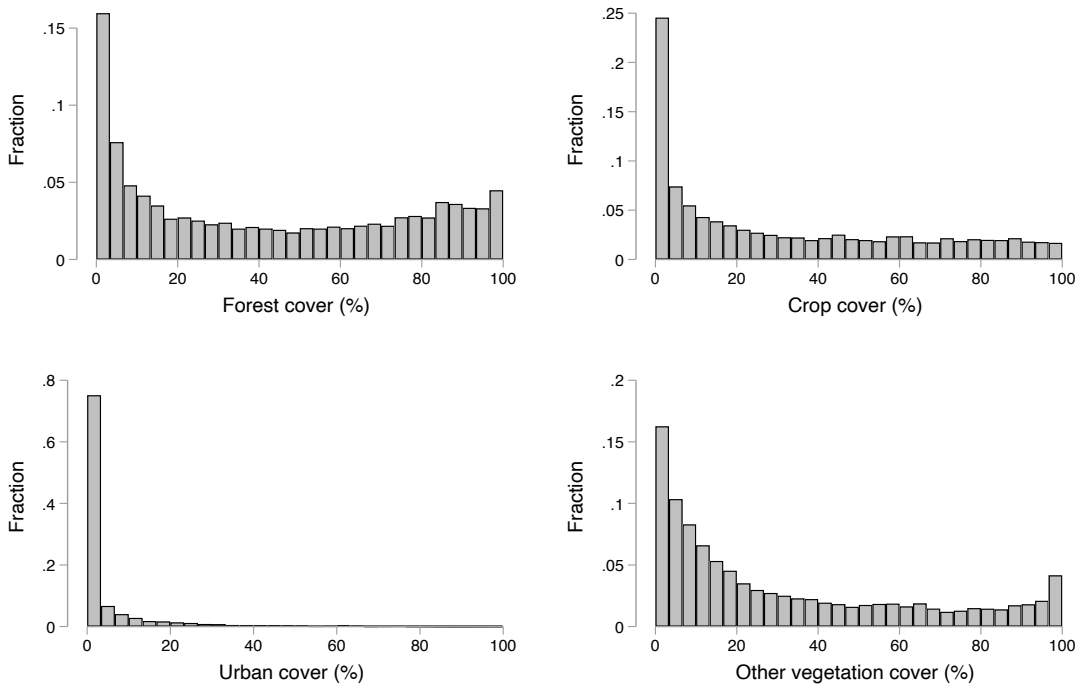 .15
.1
.05
0
Fraction
0 20 40 60 80 100
Forest cover (%)
.25
.2
.15
.1
.05
0
Fraction
0 20 40 60 80 100
Crop cover (%)
.8
.6
.4
.2
0
Fraction
0 20 40 60 80 100
Urban cover (%)
.2
.15
.1
.05
0
Fraction
0 20 40 60 80 100
Other vegetation cover (%)